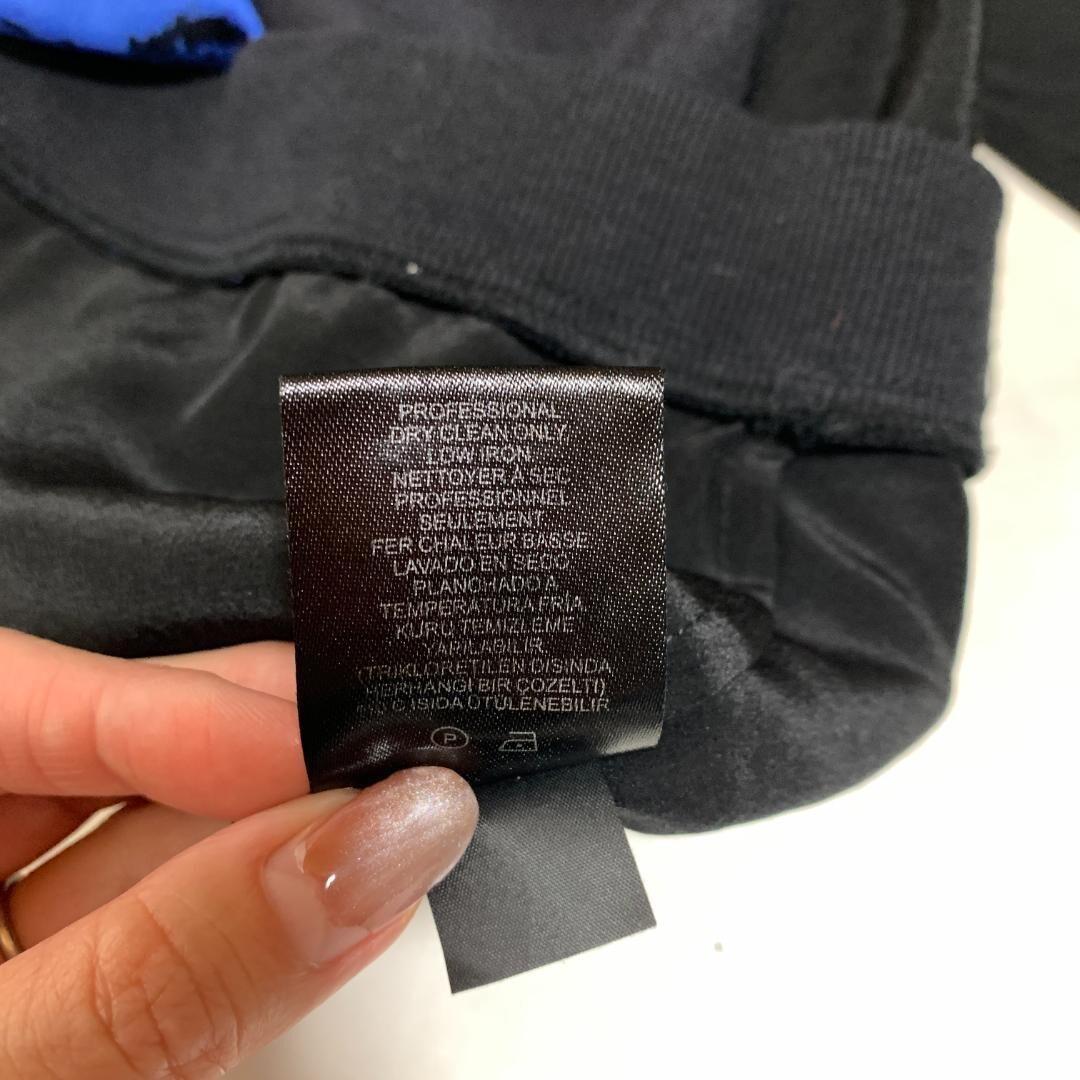 PROFESSIONAL
DRY CLEAN ONLY
LOW IRON
NETTOYER A SEC
PROFESSIONNEL
SEULEMENT
FER CHALEUR BASSE
LAVADO EN SECO
PLANCHADO A
TEMPERATURA FRIA
KURU TEMIZLEME
YAPILABILIR
(TRIKLORETILEN DISINDA
HERHANGI BIR COZELTI)
ISIDA UTULENEBILIR
P